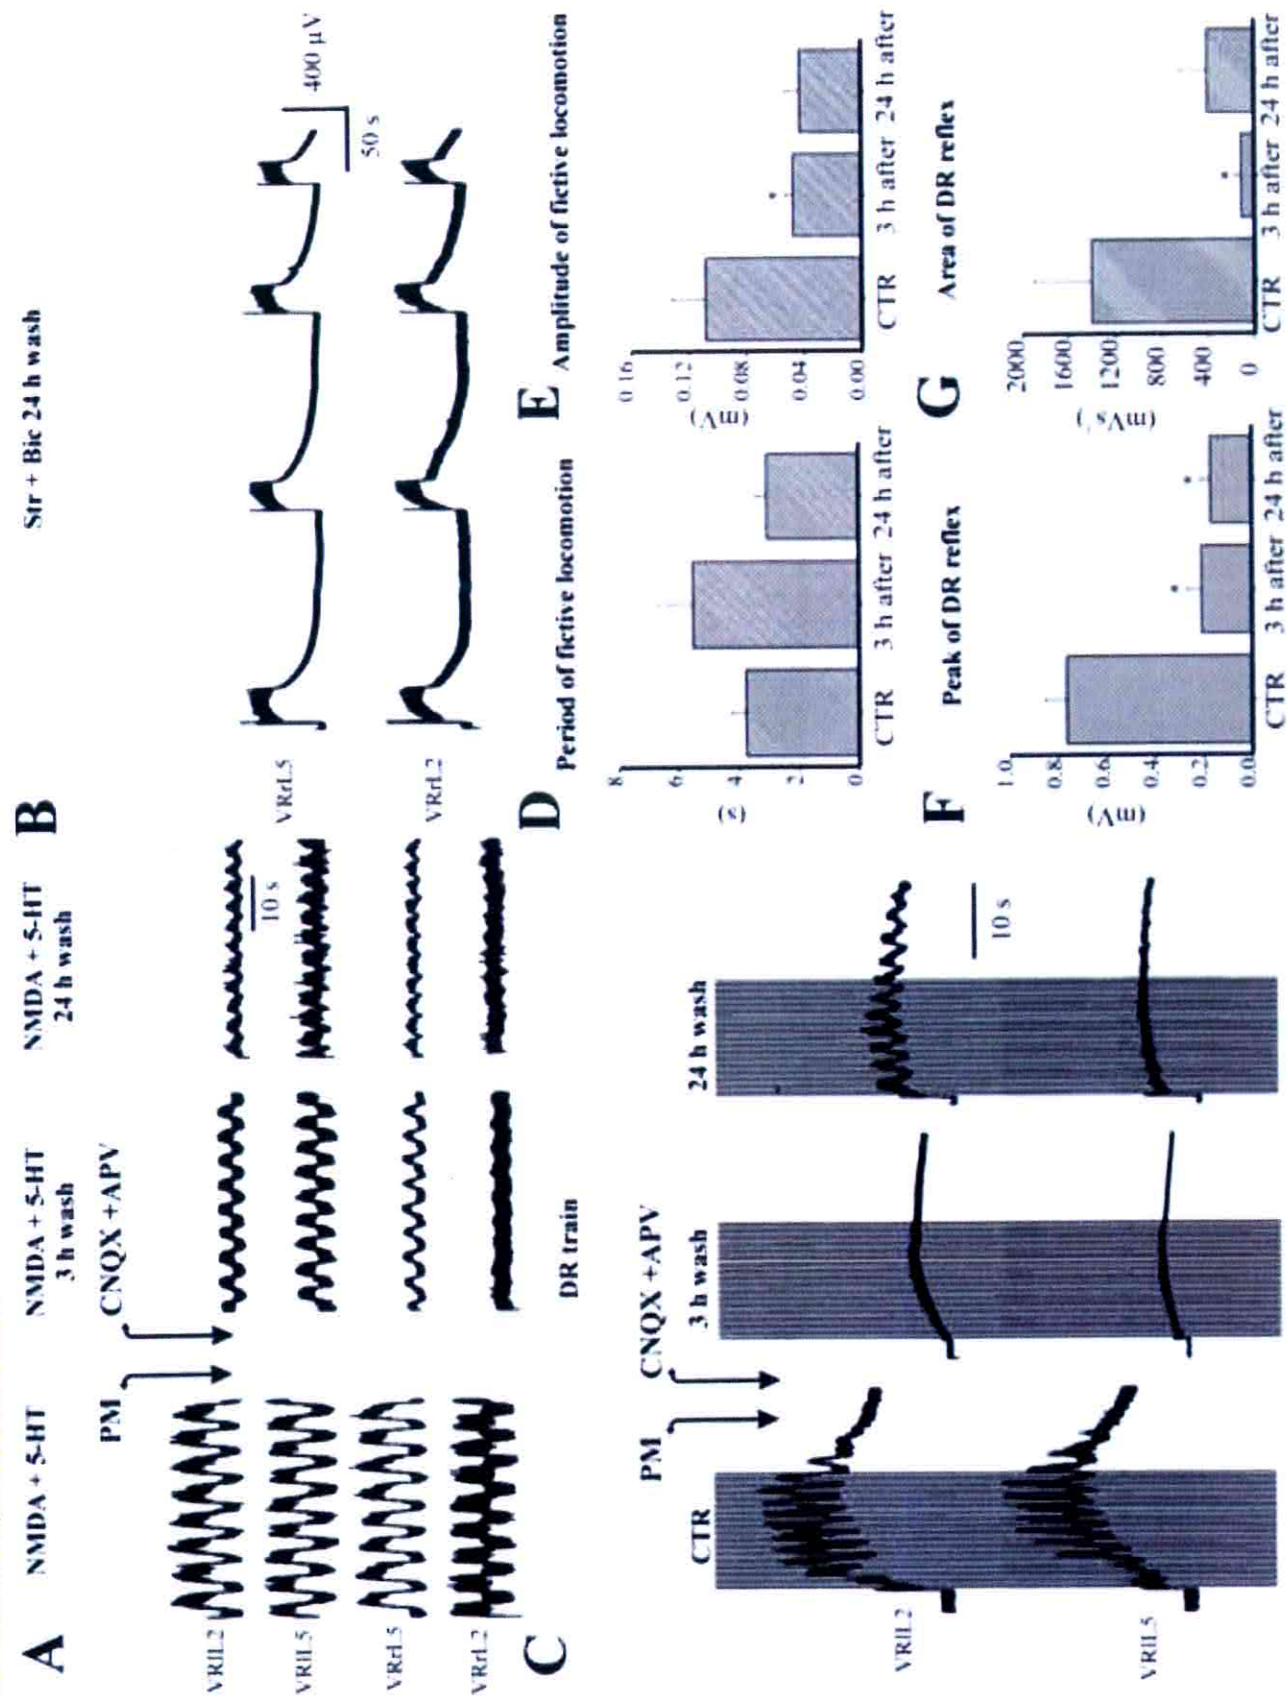 A
NMDA + 5-HT
NMDA + 5-HT
3 h wash
NMDA + 5-HT
24 h wash
PM
CNQX +APV
VRlL2
VRlL5
VRrL5
VRrL2
10 s
B
Str + Bic 24 h wash
VRrL5
VRrL2
400 µV
50 s
C
DR train
CTR
PM
CNQX +APV
3 h wash
24 h wash
VRlL2
VRlL5
10 s
D
Period of fictive locomotion
(s)
8
6
4
2
0
CTR
3 h after
24 h after
E
Amplitude of fictive locomotion
(mV)
0.16
0.12
0.08
0.04
0.00
*
CTR
3 h after
24 h after
F
Peak of DR reflex
(mV)
1.0
0.8
0.6
0.4
0.2
0.0
*
*
CTR
3 h after
24 h after
G
Area of DR reflex
2000
1600
1200
800
400
0
*
CTR
3 h after
24 h after